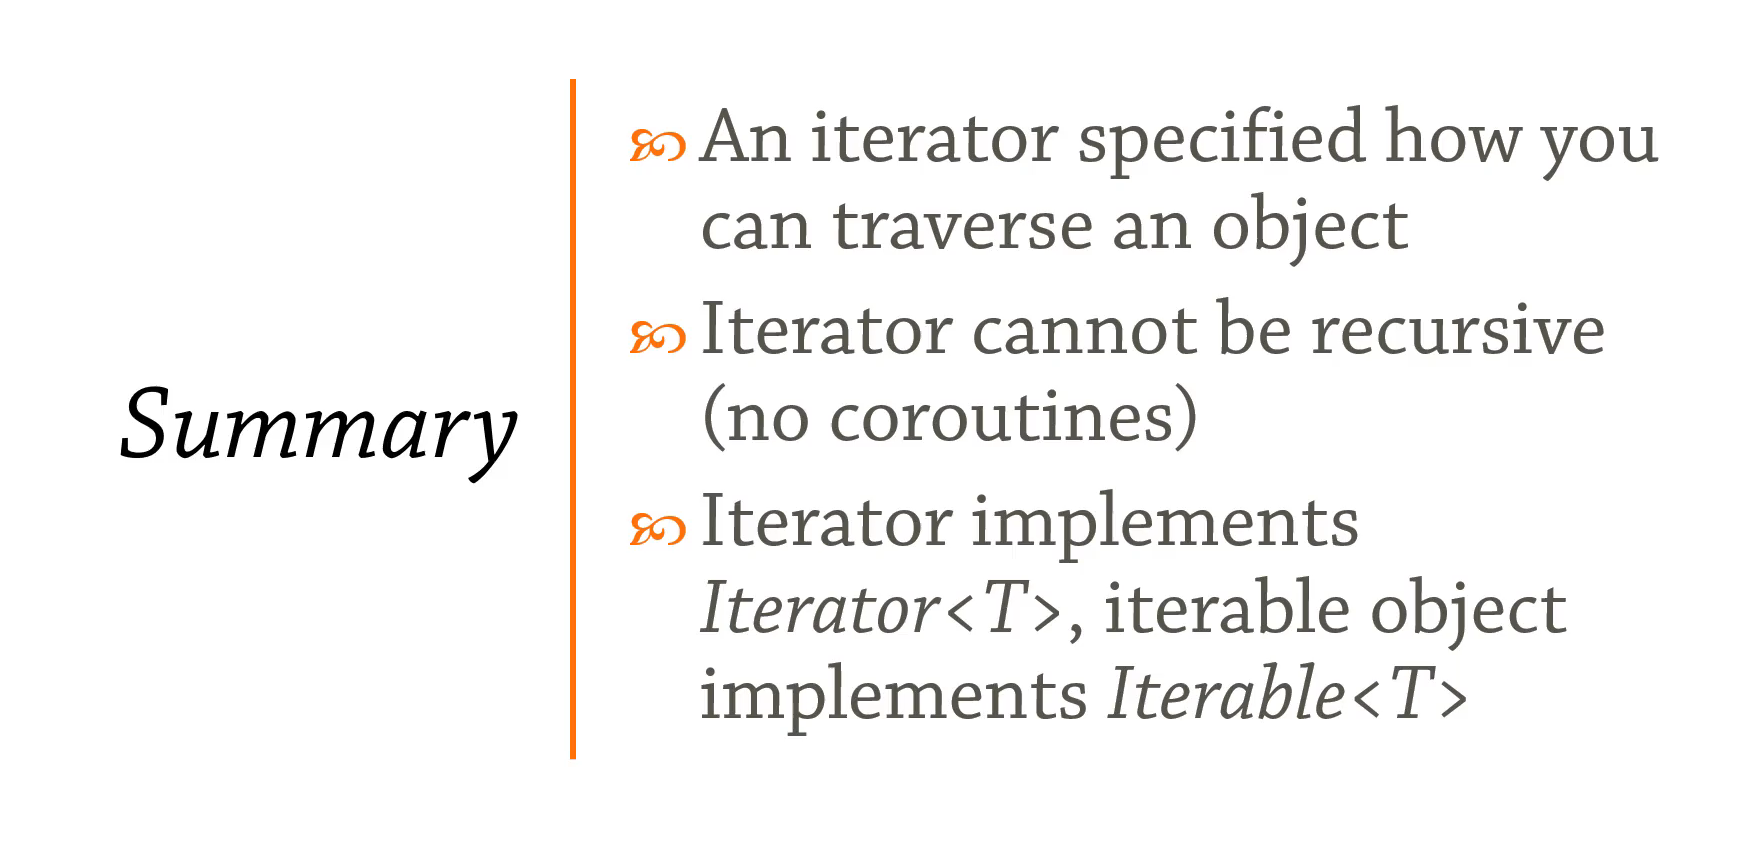 Summary
An iterator specified how you
can traverse an object
Iterator cannot be recursive
(no coroutines)
Iterator implements
Iterator<T>, iterable object
implements Iterable<T>